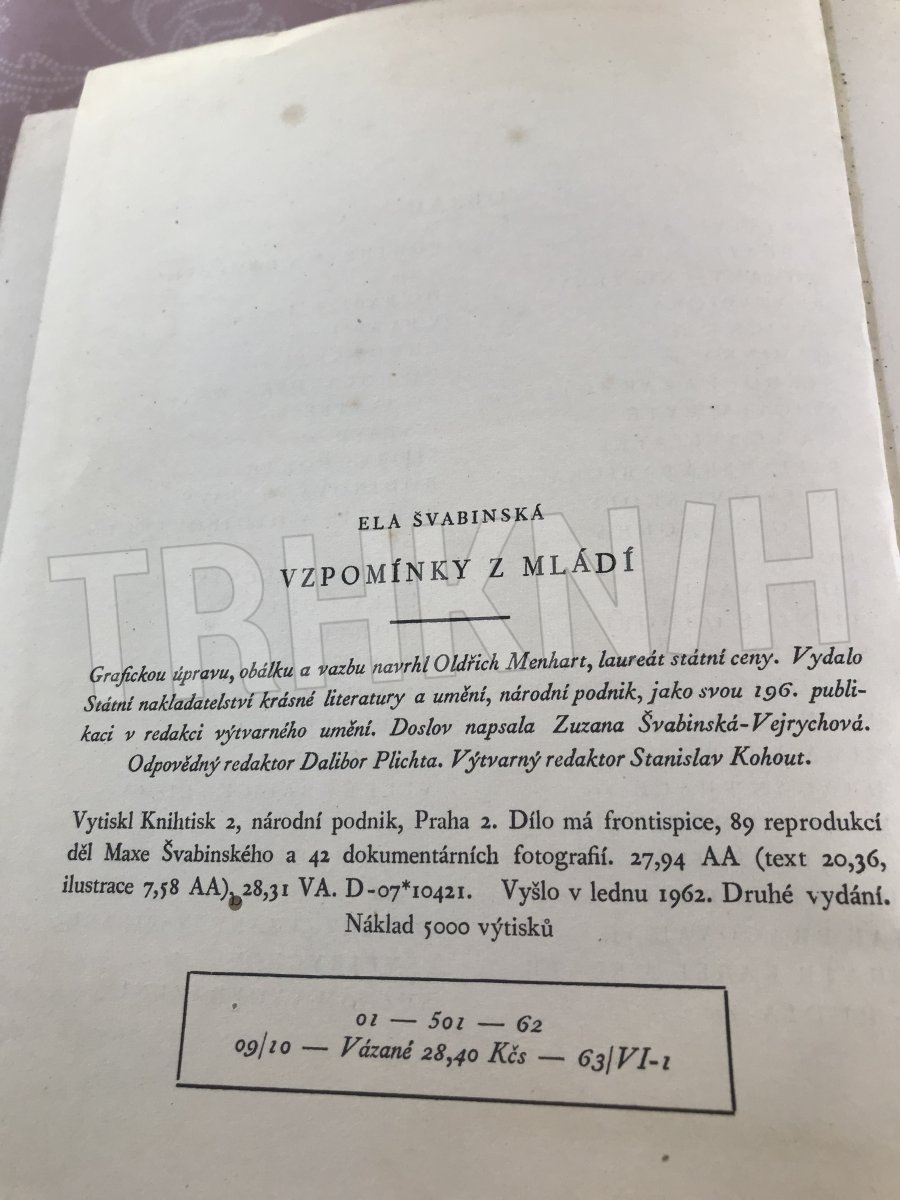 ELA ŠVABINSKÁ
VZPOMÍNKY Z MLÁDÍ
TBHKN/H
Grafickou úpravu, obálku a vazbu navrhl Oldřich Menhart, laureát státní ceny. Vydalo
Státní nakladatelství krásné literatury a umění, národní podnik, jako svou 196. publi-
kaci v redakci výtvarného umění. Doslov napsala Zuzana Švabinská-Vejrychová.
Odpovědný redaktor Dalibor Plichta. Výtvarný redaktor Stanislav Kohout.
Vytiskl Knihtisk 2, národní podnik, Praha 2. Dílo má frontispice, 89 reprodukcí
děl Maxe Švabinského a 42 dokumentárních fotografií. 27,94 AA (text 20,36,
ilustrace 7,58 AA), 28,31 VA. D-07*10421. Vyšlo v lednu 1962. Druhé vydání.
Náklad 5000 výtisků
01 — 501 — 62
09/10 — Vázané 28,40 Kčs — 63/VI-1